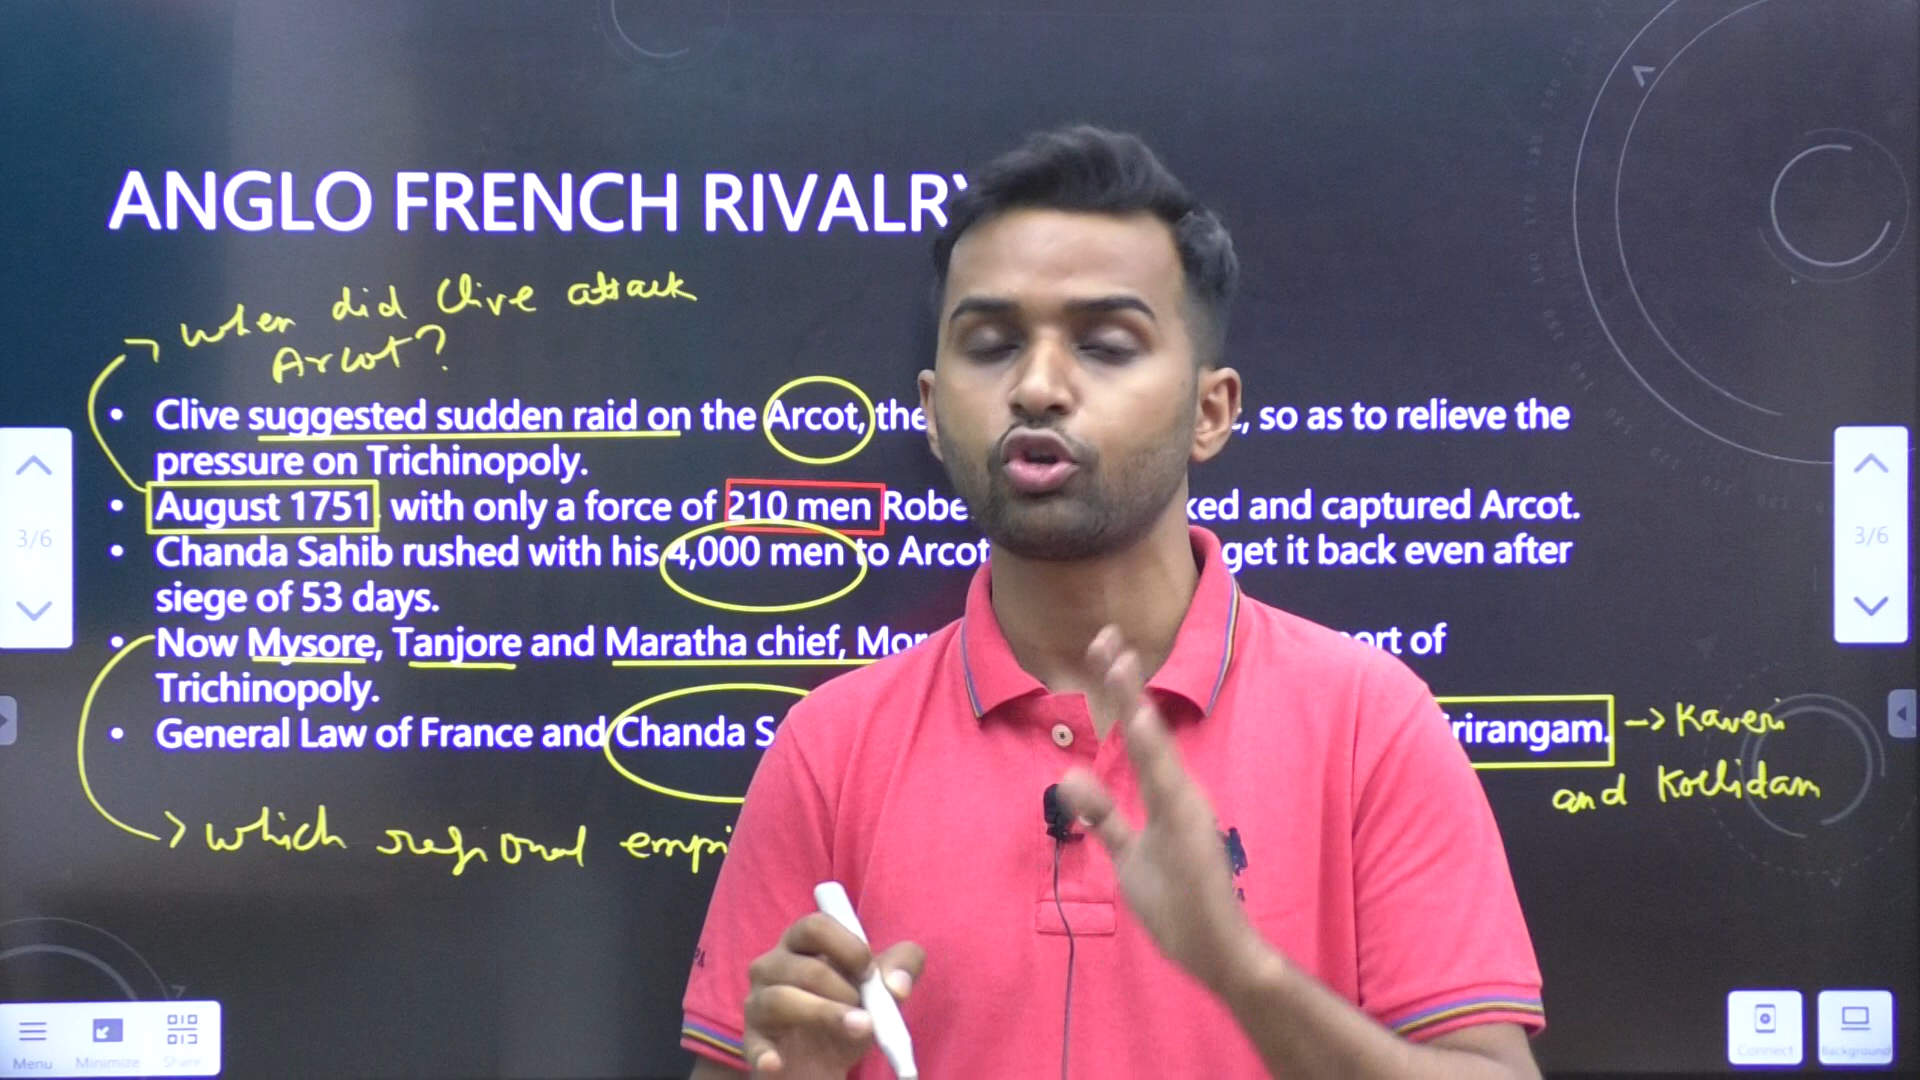 ANGLO FRENCH RIVALRY
When did Clive attack
Arcot?
• Clive suggested sudden raid on the Arcot, the so as to relieve the
pressure on Trichinopoly.
• August 1751 with only a force of 210 men Robe ked and captured Arcot.
• Chanda Sahib rushed with his 4,000 men to Arcot get it back even after
siege of 53 days.
• Now Mysore, Tanjore and Maratha chief, Mor ort of
Trichinopoly.
• General Law of France and Chanda S rirangam. -> Kaveri
and Kollidam
-> which regional empi
3/6
3/6
Menu Minimize Share
Connect Background